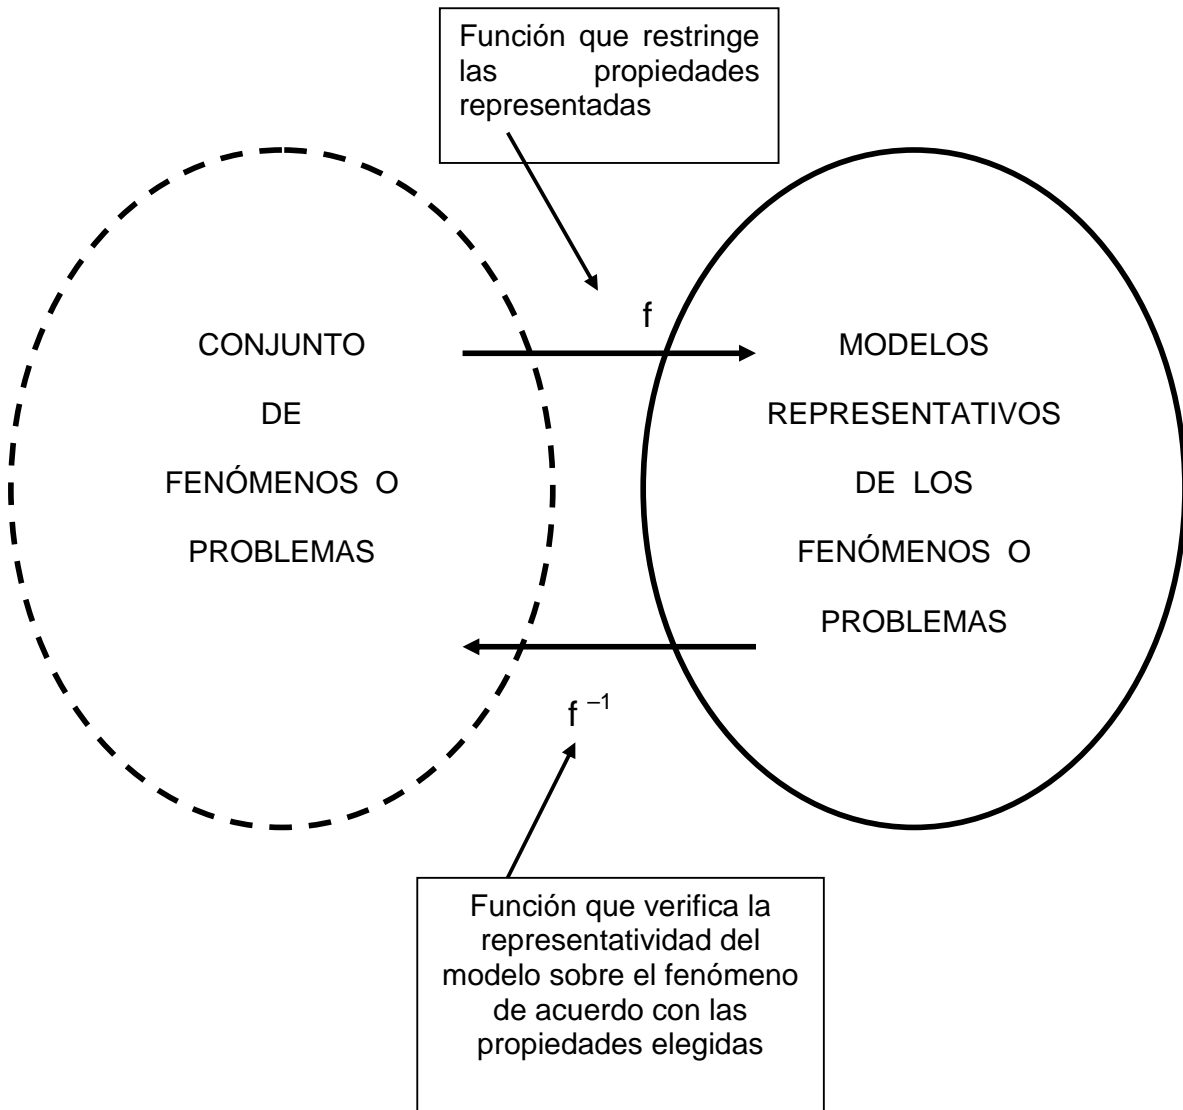 Función que restringe
las propiedades
representadas
f
CONJUNTO
DE
FENÓMENOS O
PROBLEMAS
MODELOS
REPRESENTATIVOS
DE LOS
FENÓMENOS O
PROBLEMAS
f –1
Función que verifica la
representatividad del
modelo sobre el fenómeno
de acuerdo con las
propiedades elegidas